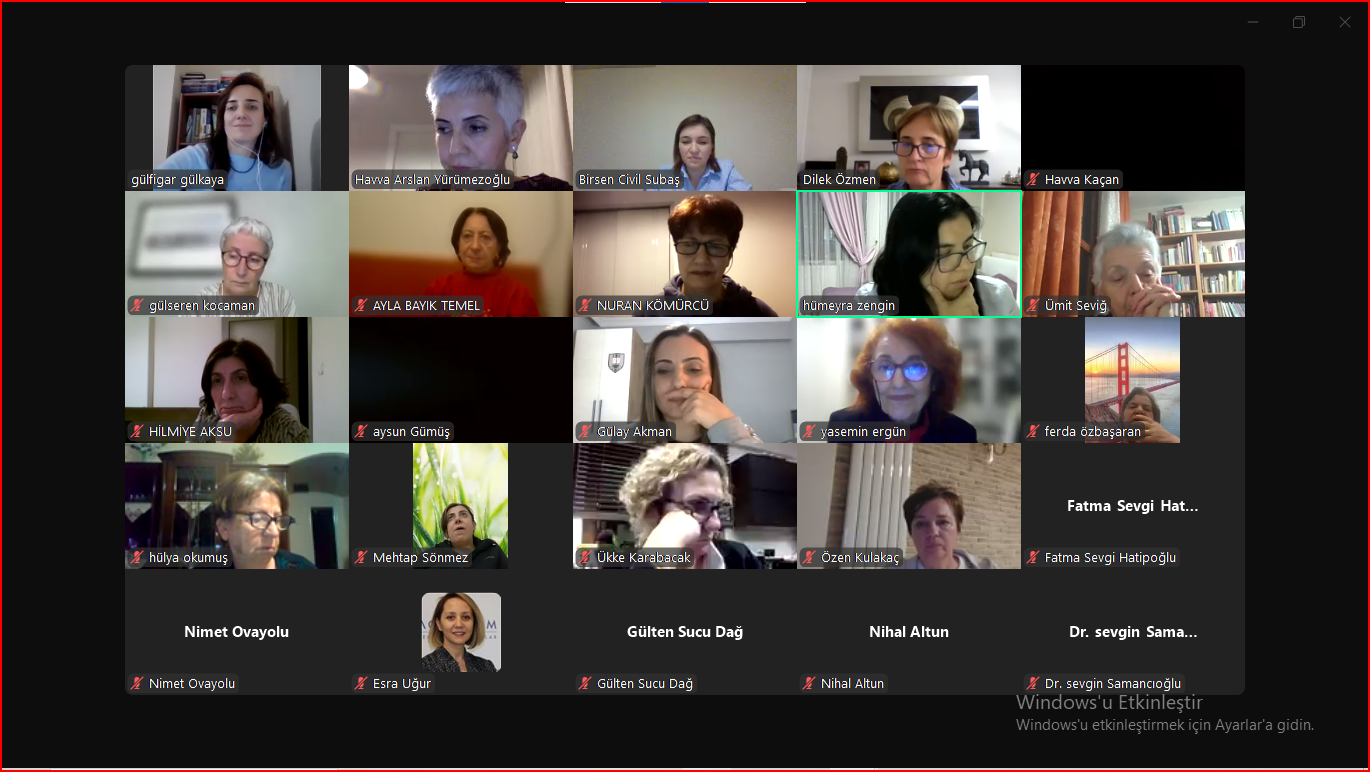 gülfigar gülkaya
Havva Arslan Yürümezoğlu
Birsen Civil Subaş
Dilek Özmen
Havva Kaçan
gülseren kocaman
AYLA BAYIK TEMEL
NURAN KÖMÜRCÜ
hümeyra zengin
Ümit Seviğ
HİLMİYE AKSU
aysun Gümüş
Gülay Akman
yasemin ergün
ferda özbaşaran
Fatma Sevgi Hat...
hülya okumuş
Mehtap Sönmez
Ükke Karabacak
Özen Kulakaç
Fatma Sevgi Hatipoğlu
Nimet Ovayolu
Gülten Sucu Dağ
Nihal Altun
Dr. sevgin Sama...
Nimet Ovayolu
Esra Uğur
Gülten Sucu Dağ
Nihal Altun
Dr. sevgin Samancıoğlu
Windows'u Etkinleştir
Windows'u etkinleştirmek için Ayarlar'a gidin.